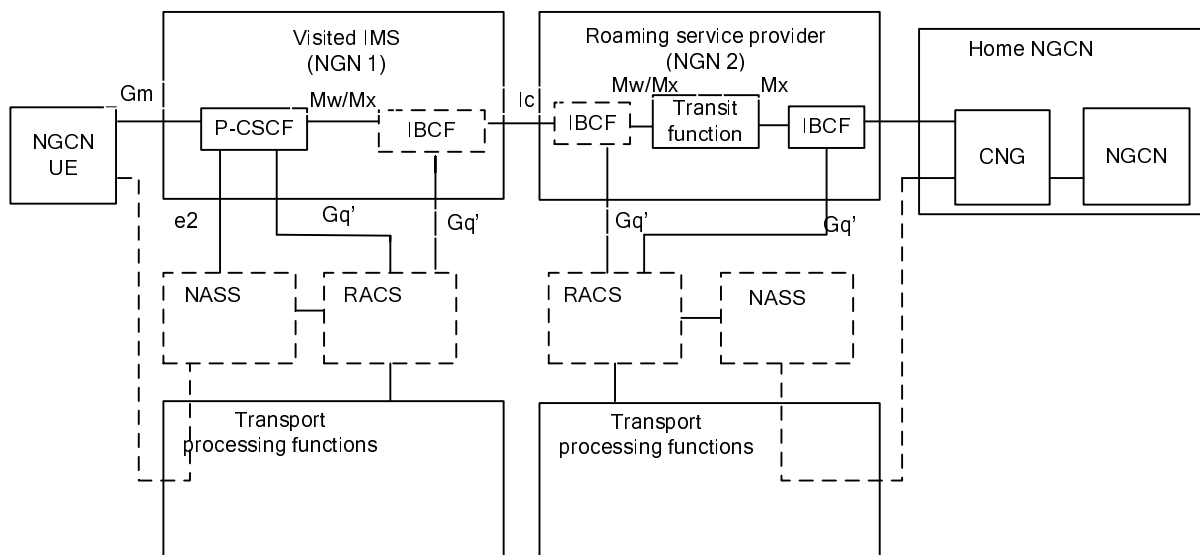 Visited IMS
(NGN 1)
Roaming service provider
(NGN 2)
Home NGCN
Gm
Mw/Mx
Ic
Mw/Mx
Mx
NGCN
UE
P-CSCF
IBCF
IBCF
Transit
function
IBCF
CNG
NGCN
e2
Gq'
Gq'
Gq'
Gq'
NASS
RACS
RACS
NASS
Transport
processing functions
Transport
processing functions